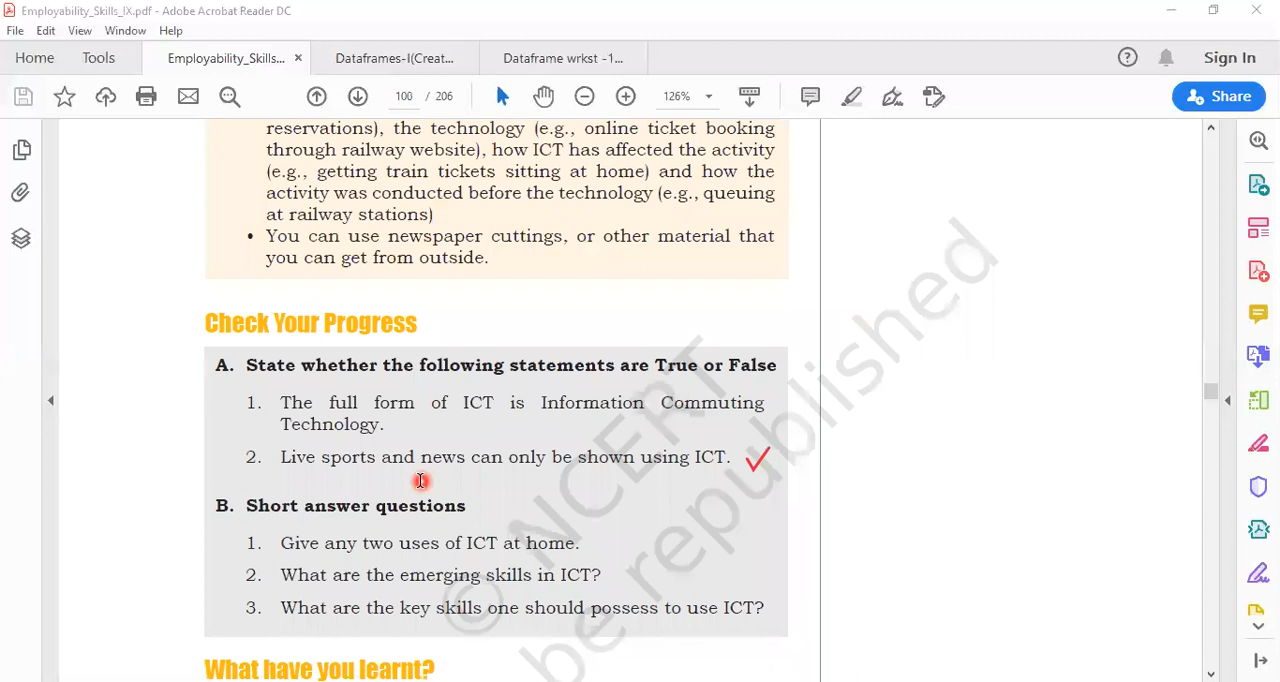 Employability_Skills_IX.pdf - Adobe Acrobat Reader DC
File Edit View Window Help
Home Tools Employability_Skills... × Dataframes-I(Creat... Dataframe wrkst -1... Sign In
100 / 206 126% Share
reservations), the technology (e.g., online ticket booking
through railway website), how ICT has affected the activity
(e.g., getting train tickets sitting at home) and how the
activity was conducted before the technology (e.g., queuing
at railway stations)
• You can use newspaper cuttings, or other material that
you can get from outside.
Check Your Progress
A. State whether the following statements are True or False
1. The full form of ICT is Information Commuting
Technology.
2. Live sports and news can only be shown using ICT.
B. Short answer questions
1. Give any two uses of ICT at home.
2. What are the emerging skills in ICT?
3. What are the key skills one should possess to use ICT?
What have you learnt?
© NCERT
be republished